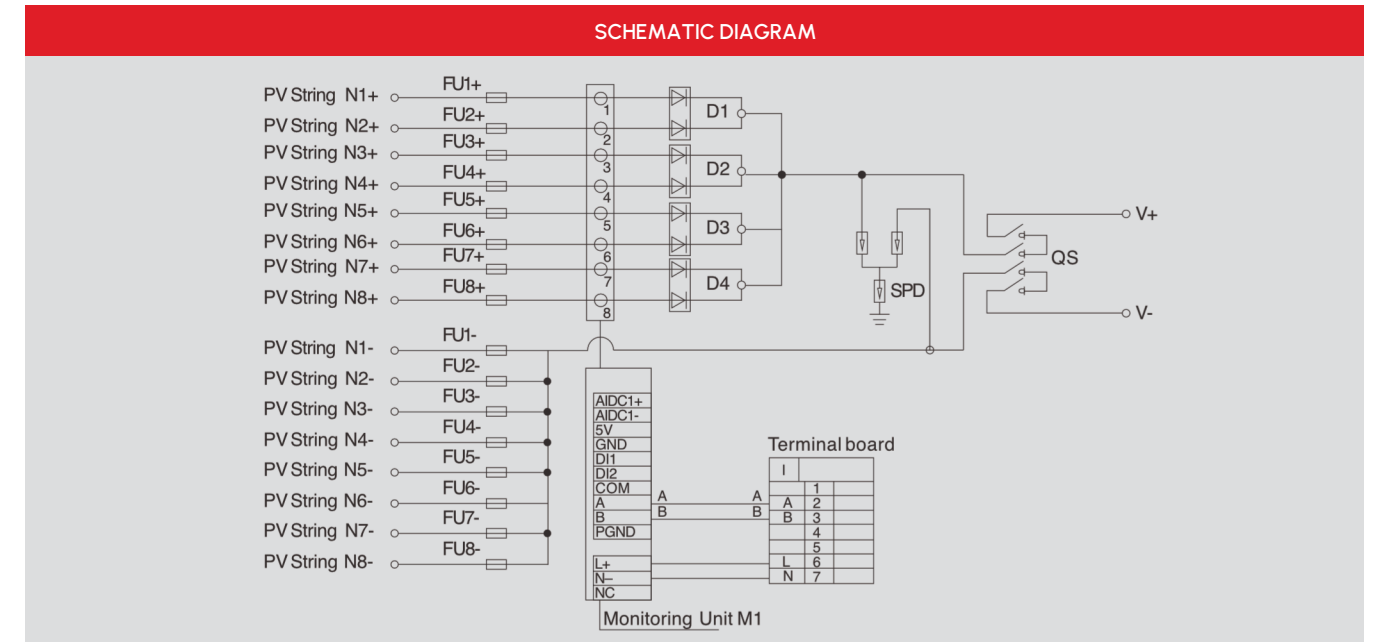 SCHEMATIC DIAGRAM
PV String N1+ FU1+
PV String N2+ FU2+
PV String N3+ FU3+
PV String N4+ FU4+
PV String N5+ FU5+
PV String N6+ FU6+
PV String N7+ FU7+
PV String N8+ FU8+
1
2
3
4
5
6
7
8
D1
D2
D3
D4
SPD
V+
QS
V-
PV String N1- FU1-
PV String N2- FU2-
PV String N3- FU3-
PV String N4- FU4-
PV String N5- FU5-
PV String N6- FU6-
PV String N7- FU7-
PV String N8- FU8-
AIDC1+
AIDC1-
5V
GND
DI1
DI2
COM
A
B
PGND
L+
N–
NC
A A
B B
Terminal board
I
1
A 2
B 3
4
5
L 6
N 7
Monitoring Unit M1